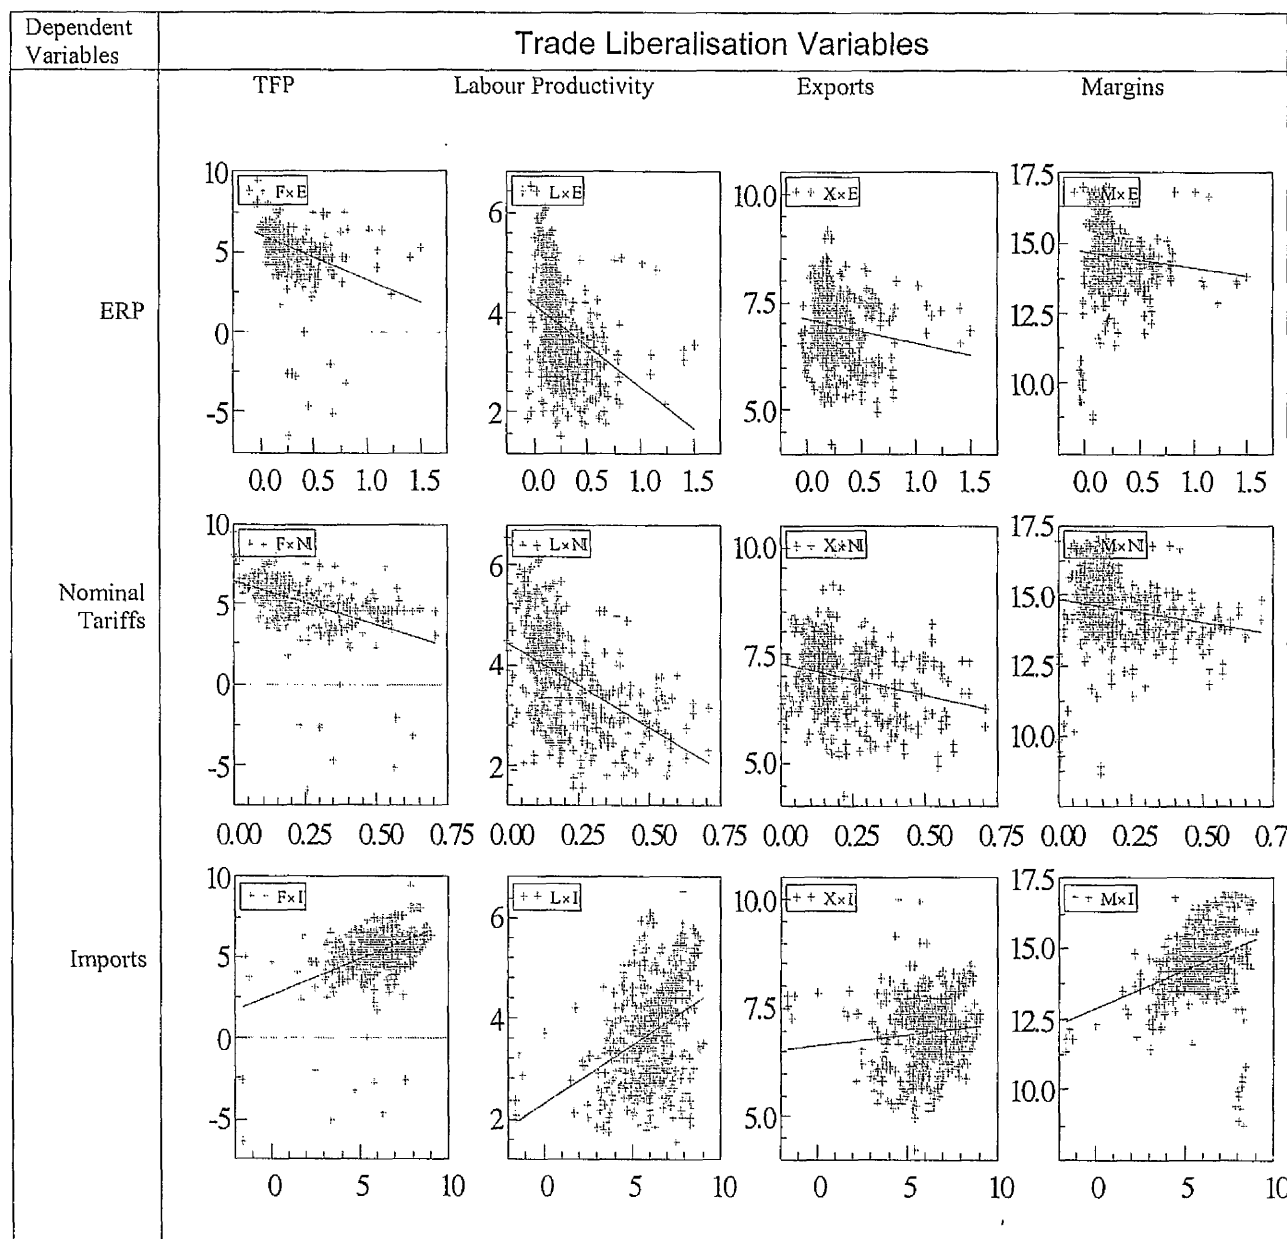 Dependent
Variables
Trade Liberalisation Variables
TFP Labour Productivity Exports Margins
ERP
10 5 0 -5
F×E
0.0 0.5 1.0 1.5
6 4 2
L×E
0.0 0.5 1.0 1.5
10.0 7.5 5.0
X×E
0.0 0.5 1.0 1.5
17.5 15.0 12.5 10.0
M×E
0.0 0.5 1.0 1.5
Nominal
Tariffs
10 5 0 -5
F×NI
0.00 0.25 0.50 0.75
6 4 2
L×NI
0.00 0.25 0.50 0.75
10.0 7.5 5.0
X×NI
0.00 0.25 0.50 0.75
17.5 15.0 12.5 10.0
M×NI
0.00 0.25 0.50 0.7
Imports
10 5 0 -5
F×I
0 5 10
6 4 2
L×I
0 5 10
10.0 7.5 5.0
X×I
0 5 10
17.5 15.0 12.5 10.0
M×I
0 5 10